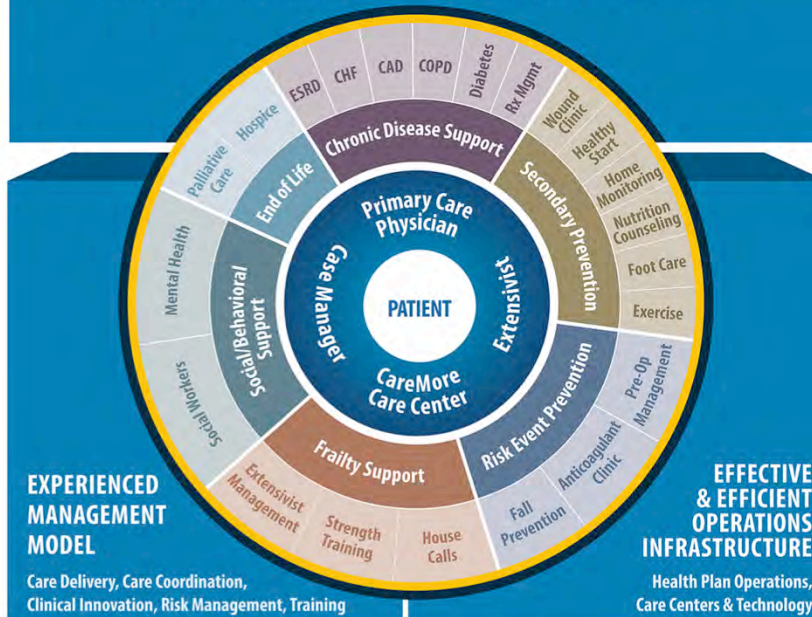 ESRD
CHF
CAD
COPD
Diabetes
Rx Mgmt
Chronic Disease Support
Wound
Clinic
Healthy
Start
Home
Monitoring
Nutrition
Counseling
Foot Care
Exercise
Secondary Prevention
Pre-Op
Management
Anticoagulant
Clinic
Fall
Prevention
Risk Event Prevention
House
Calls
Strength
Training
Extensivist
Management
Frailty Support
Social Workers
Mental Health
Social/Behavioral
Support
Palliative
Care
Hospice
End of Life
Primary Care
Physician
Extensivist
CareMore
Care Center
Case Manager
PATIENT
EXPERIENCED
MANAGEMENT
MODEL
Care Delivery, Care Coordination,
Clinical Innovation, Risk Management, Training
EFFECTIVE
& EFFICIENT
OPERATIONS
INFRASTRUCTURE
Health Plan Operations,
Care Centers & Technology